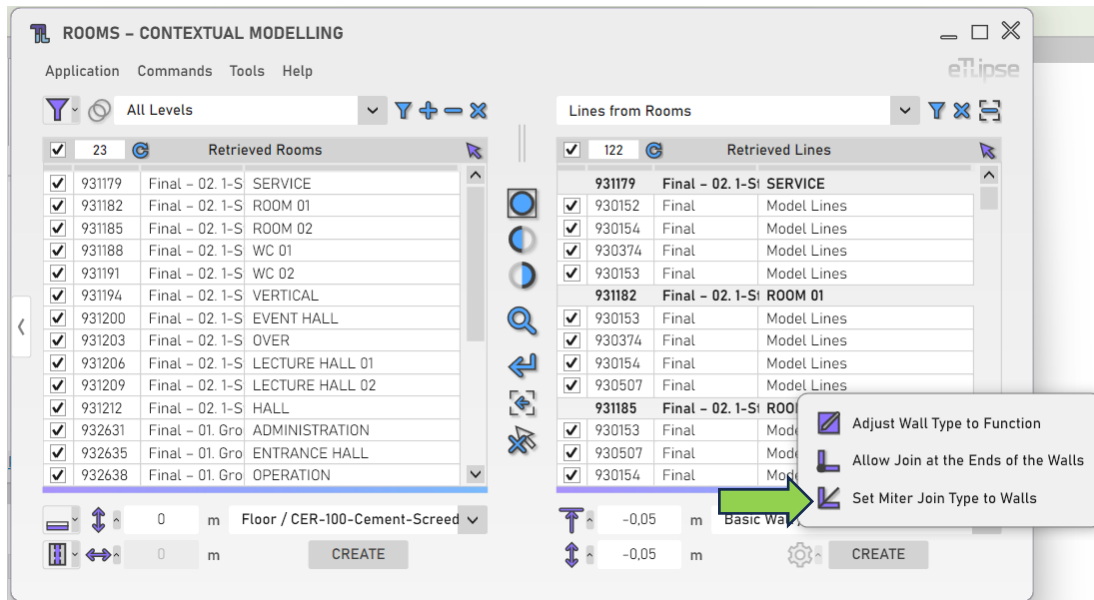 ROOMS – CONTEXTUAL MODELLING
Application Commands Tools Help
eTLipse
All Levels
Lines from Rooms
23 Retrieved Rooms
931179 Final – 02. 1-S SERVICE
931182 Final – 02. 1-S ROOM 01
931185 Final – 02. 1-S ROOM 02
931188 Final – 02. 1-S WC 01
931191 Final – 02. 1-S WC 02
931194 Final – 02. 1-S VERTICAL
931200 Final – 02. 1-S EVENT HALL
931203 Final – 02. 1-S OVER
931206 Final – 02. 1-S LECTURE HALL 01
931209 Final – 02. 1-S LECTURE HALL 02
931212 Final – 02. 1-S HALL
932631 Final – 01. Gro ADMINISTRATION
932635 Final – 01. Gro ENTRANCE HALL
932638 Final – 01. Gro OPERATION
0 m Floor / CER-100-Cement-Screed
0 m CREATE
122 Retrieved Lines
931179 Final – 02. 1-St SERVICE
930152 Final Model Lines
930154 Final Model Lines
930374 Final Model Lines
930153 Final Model Lines
931182 Final – 02. 1-St ROOM 01
930153 Final Model Lines
930374 Final Model Lines
930154 Final Model Lines
930507 Final Model Lines
931185 Final – 02. 1-St
930153 Final
930507 Final
930154 Final
Adjust Wall Type to Function
Allow Join at the Ends of the Walls
Set Miter Join Type to Walls
-0,05 m Basic Wall
-0,05 m CREATE